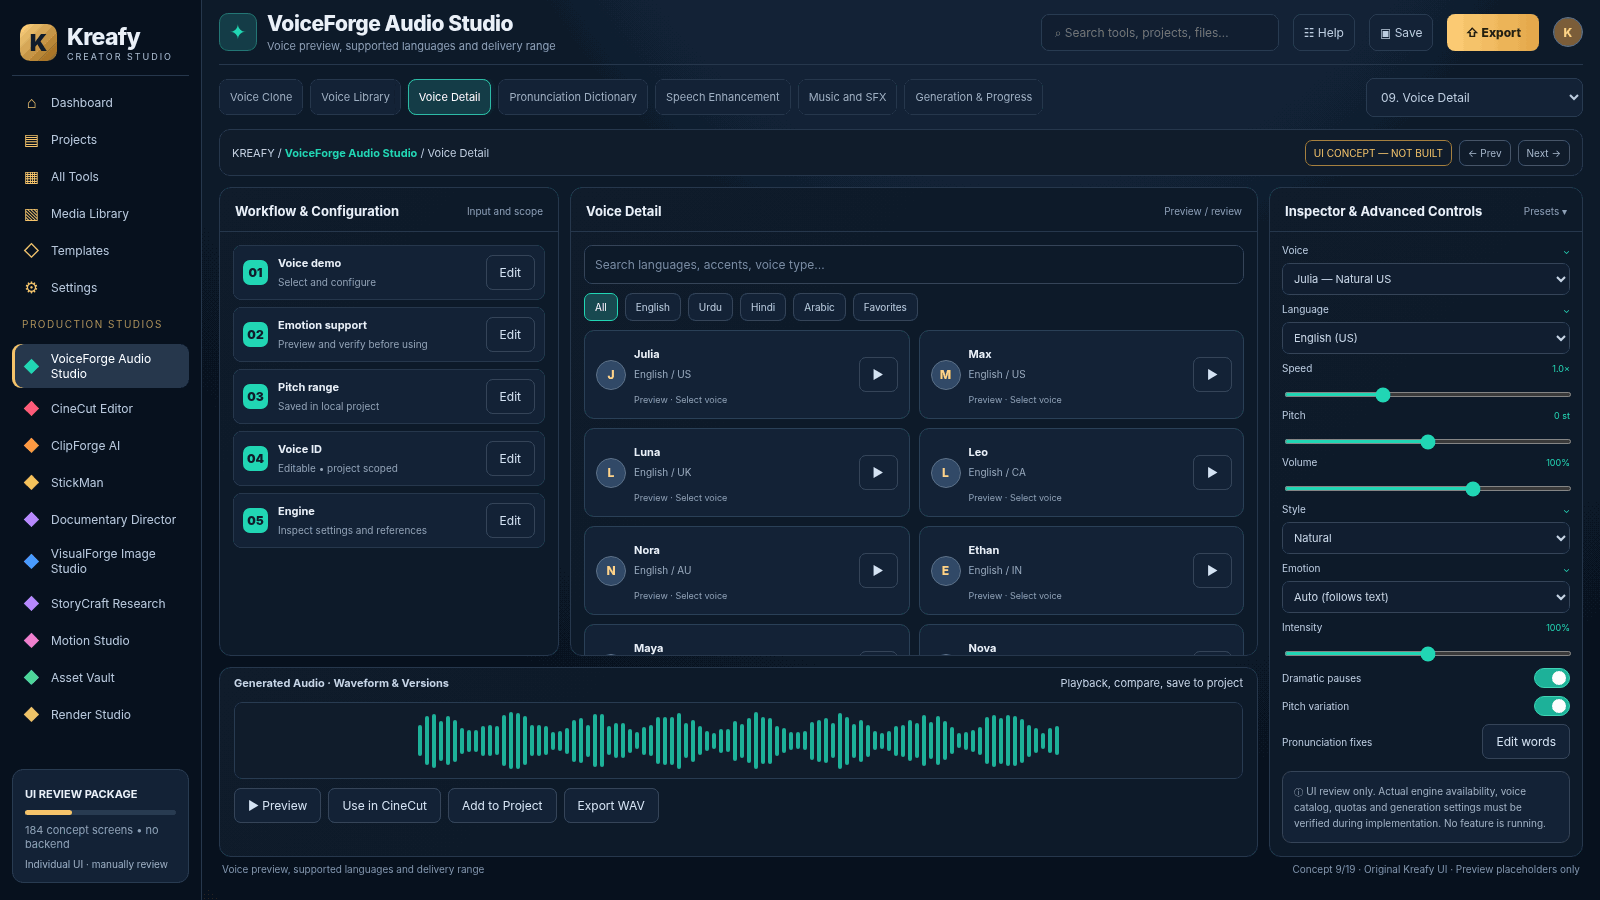 K
Kreafy
CREATOR STUDIO
Dashboard
Projects
All Tools
Media Library
Templates
Settings
PRODUCTION STUDIOS
VoiceForge Audio
Studio
CineCut Editor
ClipForge AI
StickMan
Documentary Director
VisualForge Image
Studio
StoryCraft Research
Motion Studio
Asset Vault
Render Studio
UI REVIEW PACKAGE
184 concept screens • no
backend
Individual UI · manually review
VoiceForge Audio Studio
Voice preview, supported languages and delivery range
Search tools, projects, files...
Help
Save
Export
K
Voice Clone
Voice Library
Voice Detail
Pronunciation Dictionary
Speech Enhancement
Music and SFX
Generation & Progress
09. Voice Detail
KREAFY / VoiceForge Audio Studio / Voice Detail
UI CONCEPT — NOT BUILT
← Prev
Next →
Workflow & Configuration
Input and scope
01
Voice demo
Select and configure
Edit
02
Emotion support
Preview and verify before using
Edit
03
Pitch range
Saved in local project
Edit
04
Voice ID
Editable • project scoped
Edit
05
Engine
Inspect settings and references
Edit
Voice Detail
Preview / review
Search languages, accents, voice type...
All
English
Urdu
Hindi
Arabic
Favorites
J
Julia
English / US
Preview · Select voice
M
Max
English / US
Preview · Select voice
L
Luna
English / UK
Preview · Select voice
L
Leo
English / CA
Preview · Select voice
N
Nora
English / AU
Preview · Select voice
E
Ethan
English / IN
Preview · Select voice
Maya
Nova
Generated Audio · Waveform & Versions
Playback, compare, save to project
▶ Preview
Use in CineCut
Add to Project
Export WAV
Inspector & Advanced Controls
Presets ▾
Voice
Julia — Natural US
Language
English (US)
Speed
1.0×
Pitch
0 st
Volume
100%
Style
Natural
Emotion
Auto (follows text)
Intensity
100%
Dramatic pauses
Pitch variation
Pronunciation fixes
Edit words
ⓘ UI review only. Actual engine availability, voice
catalog, quotas and generation settings must be
verified during implementation. No feature is running.
Voice preview, supported languages and delivery range
Concept 9/19 · Original Kreafy UI · Preview placeholders only